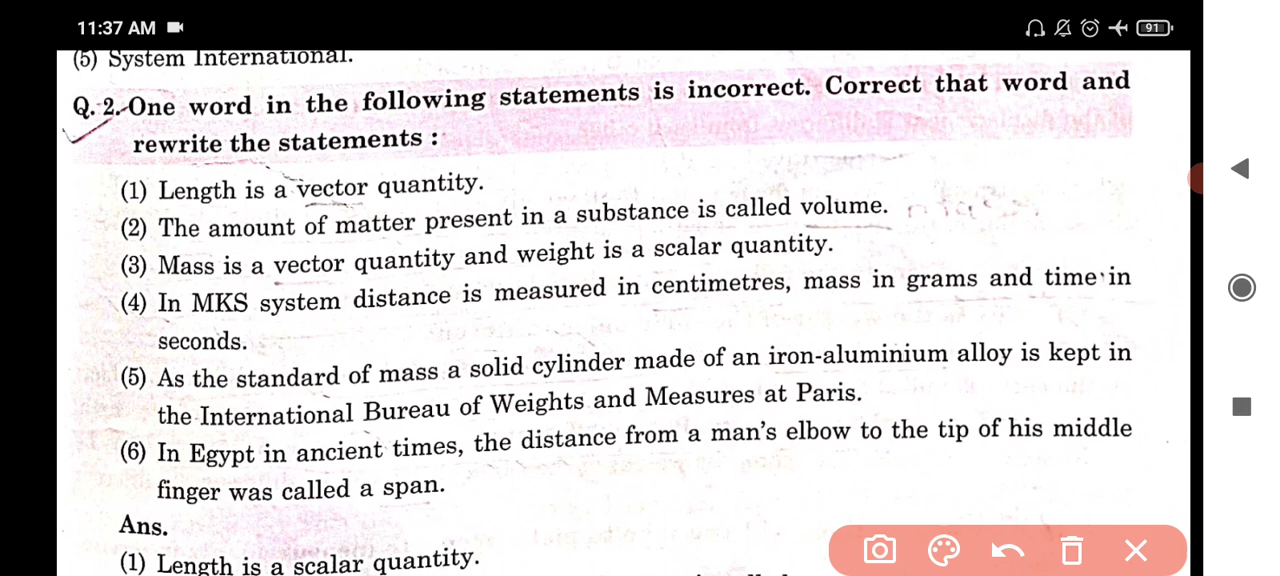 11:37 AM
91
(5) System International.
Q. 2. One word in the following statements is incorrect. Correct that word and
rewrite the statements :
(1) Length is a vector quantity.
(2) The amount of matter present in a substance is called volume.
(3) Mass is a vector quantity and weight is a scalar quantity.
(4) In MKS system distance is measured in centimetres, mass in grams and time in
seconds.
(5) As the standard of mass a solid cylinder made of an iron-aluminium alloy is kept in
the International Bureau of Weights and Measures at Paris.
(6) In Egypt in ancient times, the distance from a man's elbow to the tip of his middle
finger was called a span.
Ans.
(1) Length is a scalar quantity.